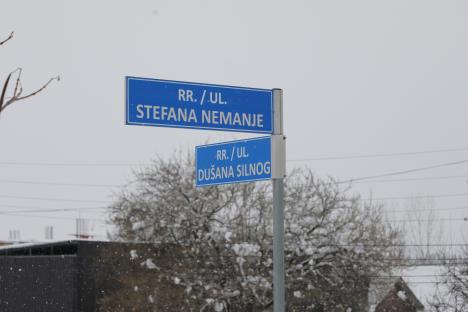 RR. / UL.
STEFANA NEMANJE
RR. / UL.
DUŠANA SILNOG